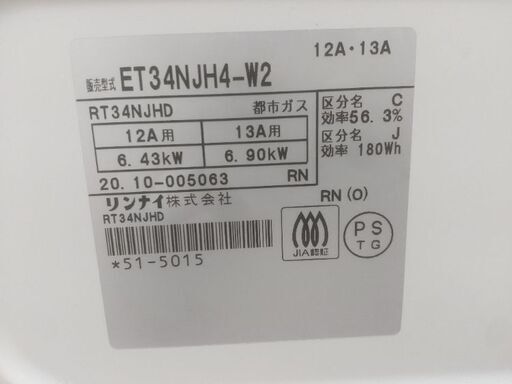 12A・13A
販売型式 ET34NJH4-W2
RT34NJHD 都市ガス
12A用 13A用
6.43kW 6.90kW
区分名 C
効率56.3%
区分名 J
効率 180Wh
20.10-005063 RN
リンナイ株式会社
RT34NJHD
RN(O)
JIA認証
PS
TG
*51-5015